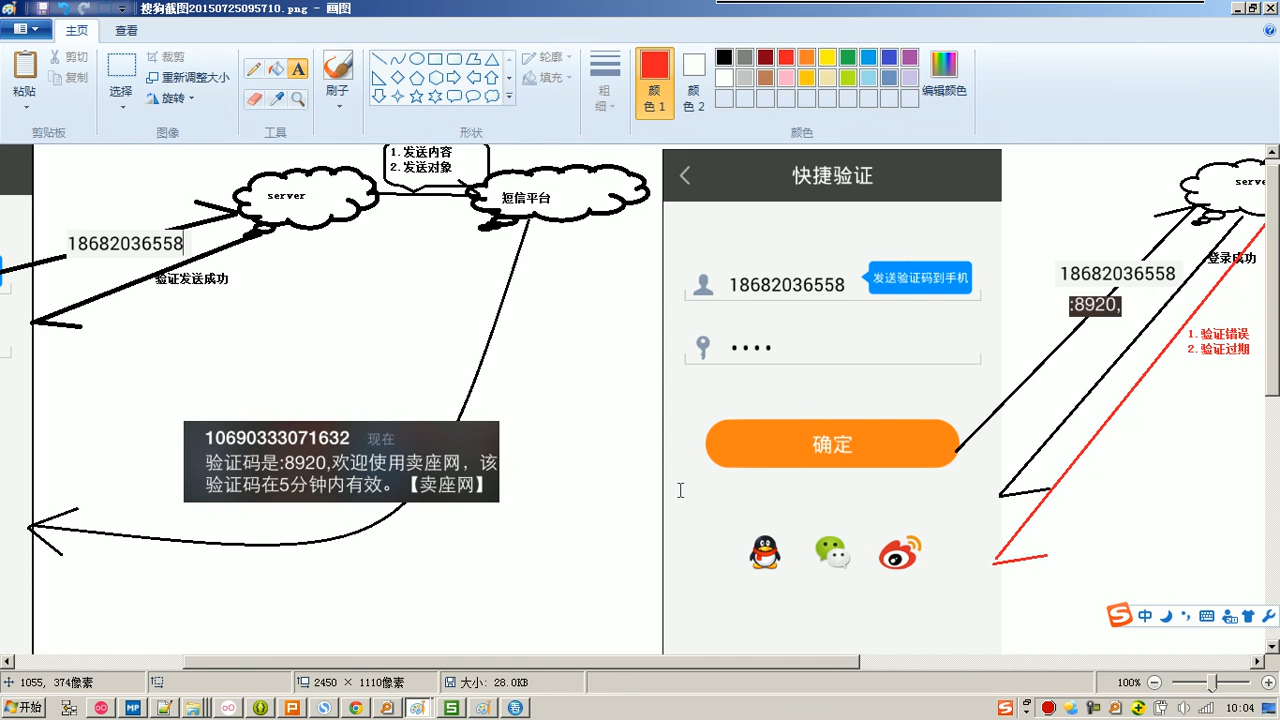 搜狗截图20150725095710.png - 画图
主页
查看
粘贴
剪切
复制
剪贴板
选择
裁剪
重新调整大小
旋转
图像
A
工具
刷子
轮廓
填充
形状
粗
细
颜
色 1
颜
色 2
编辑颜色
颜色
1.发送内容
2.发送对象
server
短信平台
18682036558
验证发送成功
10690333071632 现在
验证码是:8920,欢迎使用卖座网，该
验证码在5分钟内有效。【卖座网】
快捷验证
18682036558
发送验证码到手机
••••
确定
server
登录成功
18682036558
:8920,
1.验证错误
2.验证过期
中
1055, 374像素
2450 × 1110像素
大小: 28.0KB
100%
开始
MP
10:04